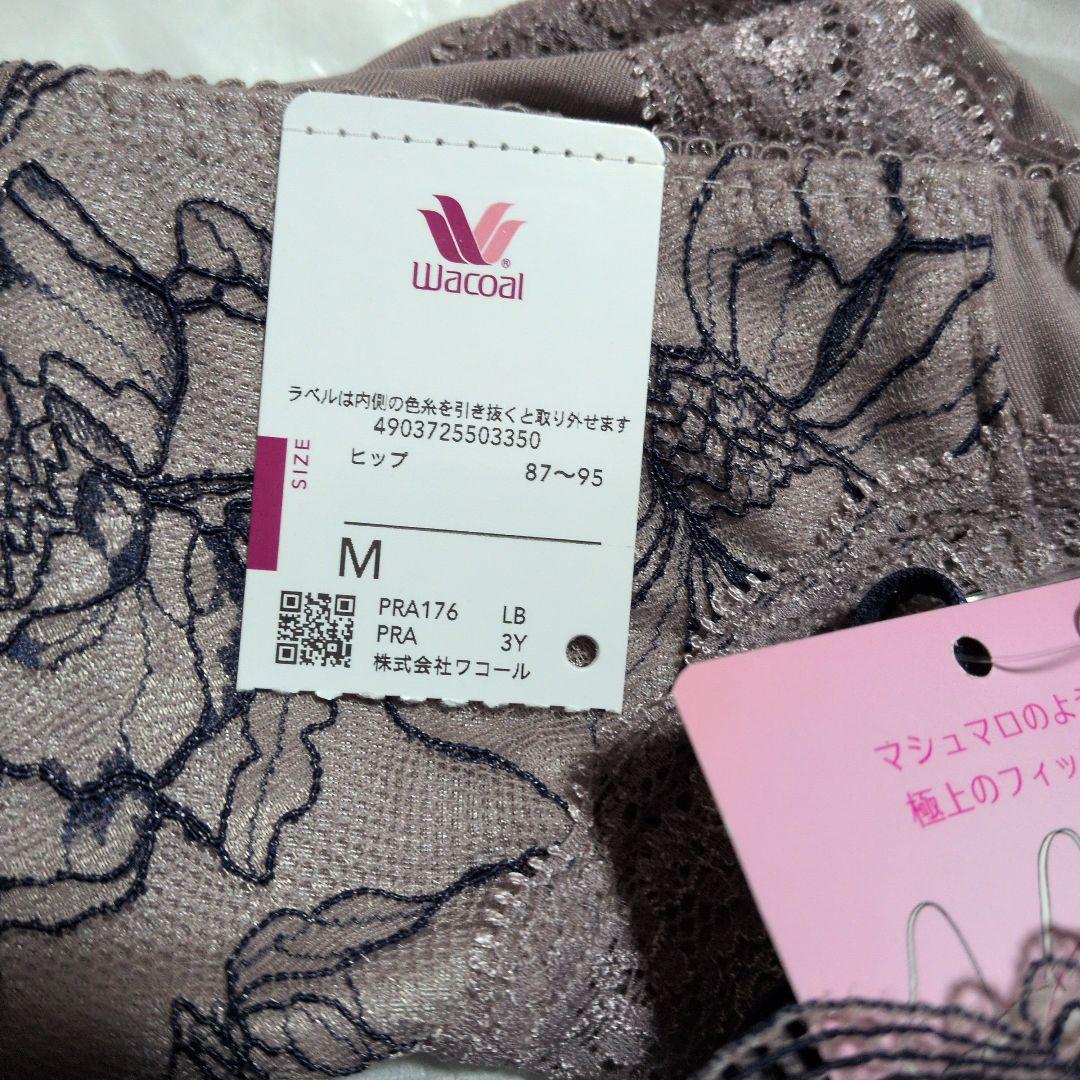 Wacoal®
ラベルは内側の色糸を引き抜くと取り外せます
4903725503350
SIZE
ヒップ 87〜95
M
PRA176 LB
PRA 3Y
株式会社ワコール
マシュマロのよう
極上のフィッ